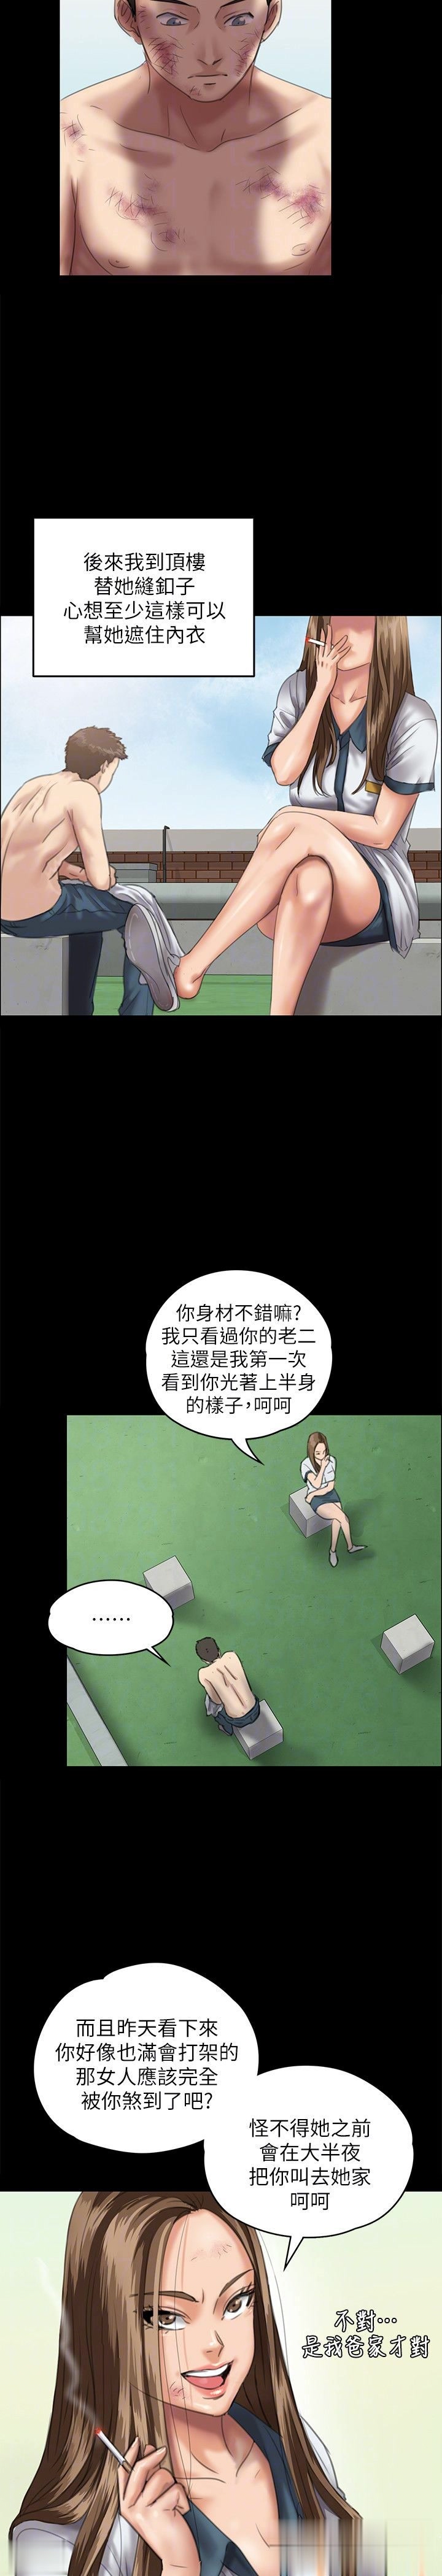 後來我到頂樓
替她縫釦子
心想至少這樣可以
幫她遮住內衣
你身材不錯嘛?
我只看過你的老二
這還是我第一次
看到你光著上半身
的樣子,呵呵
……
而且昨天看下來
你好像也滿會打架的
那女人應該完全
被你煞到了吧?
怪不得她之前
會在大半夜
把你叫去她家
呵呵
不對…
是我爸家才對